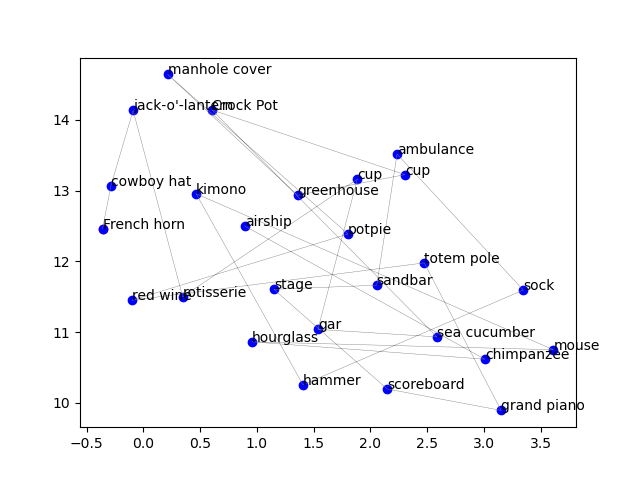 manhole cover
jack-o'-lantern
Crock Pot
ambulance
cup
cup
cowboy hat
kimono
greenhouse
French horn
airship
potpie
totem pole
sandbar
stage
sock
red wine
rotisserie
gar
sea cucumber
hourglass
mouse
chimpanzee
hammer
scoreboard
grand piano
14
13
12
11
10
−0.5
0.0
0.5
1.0
1.5
2.0
2.5
3.0
3.5